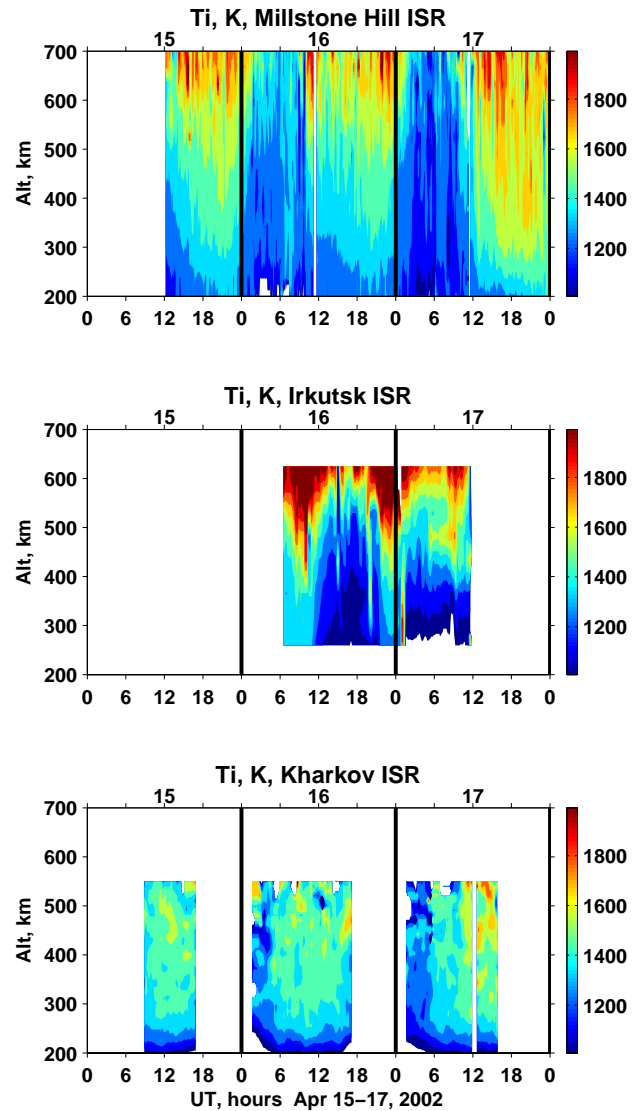 Ti, K, Millstone Hill ISR
15 16 17
700
600
500
400
300
200
Alt, km
0 6 12 18 0 6 12 18 0 6 12 18 0
1800
1600
1400
1200
Ti, K, Irkutsk ISR
15 16 17
700
600
500
400
300
200
Alt, km
0 6 12 18 0 6 12 18 0 6 12 18 0
1800
1600
1400
1200
Ti, K, Kharkov ISR
15 16 17
700
600
500
400
300
200
Alt, km
0 6 12 18 0 6 12 18 0 6 12 18 0
1800
1600
1400
1200
UT, hours Apr 15−17, 2002